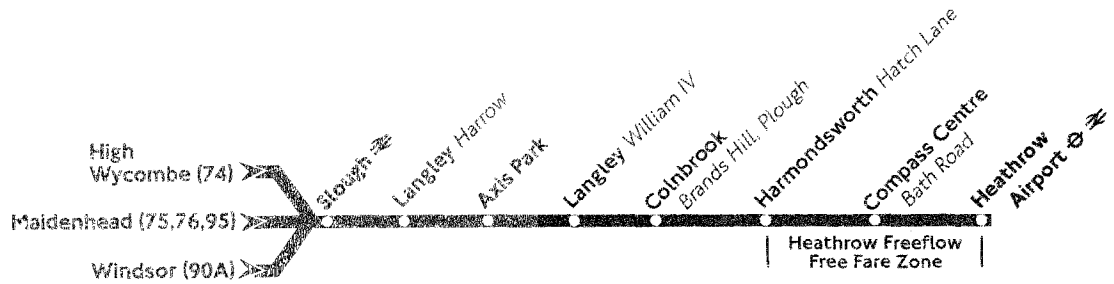 High
Wycombe (74)
Maidenhead (75,76,95)
Windsor (90A)
Slough
Langley Harrow
Axis Park
Langley William IV
Colnbrook
Brands Hill, Plough
Harmondsworth Hatch Lane
Compass Centre
Bath Road
Heathrow
Airport
Heathrow Freeflow
Free Fare Zone